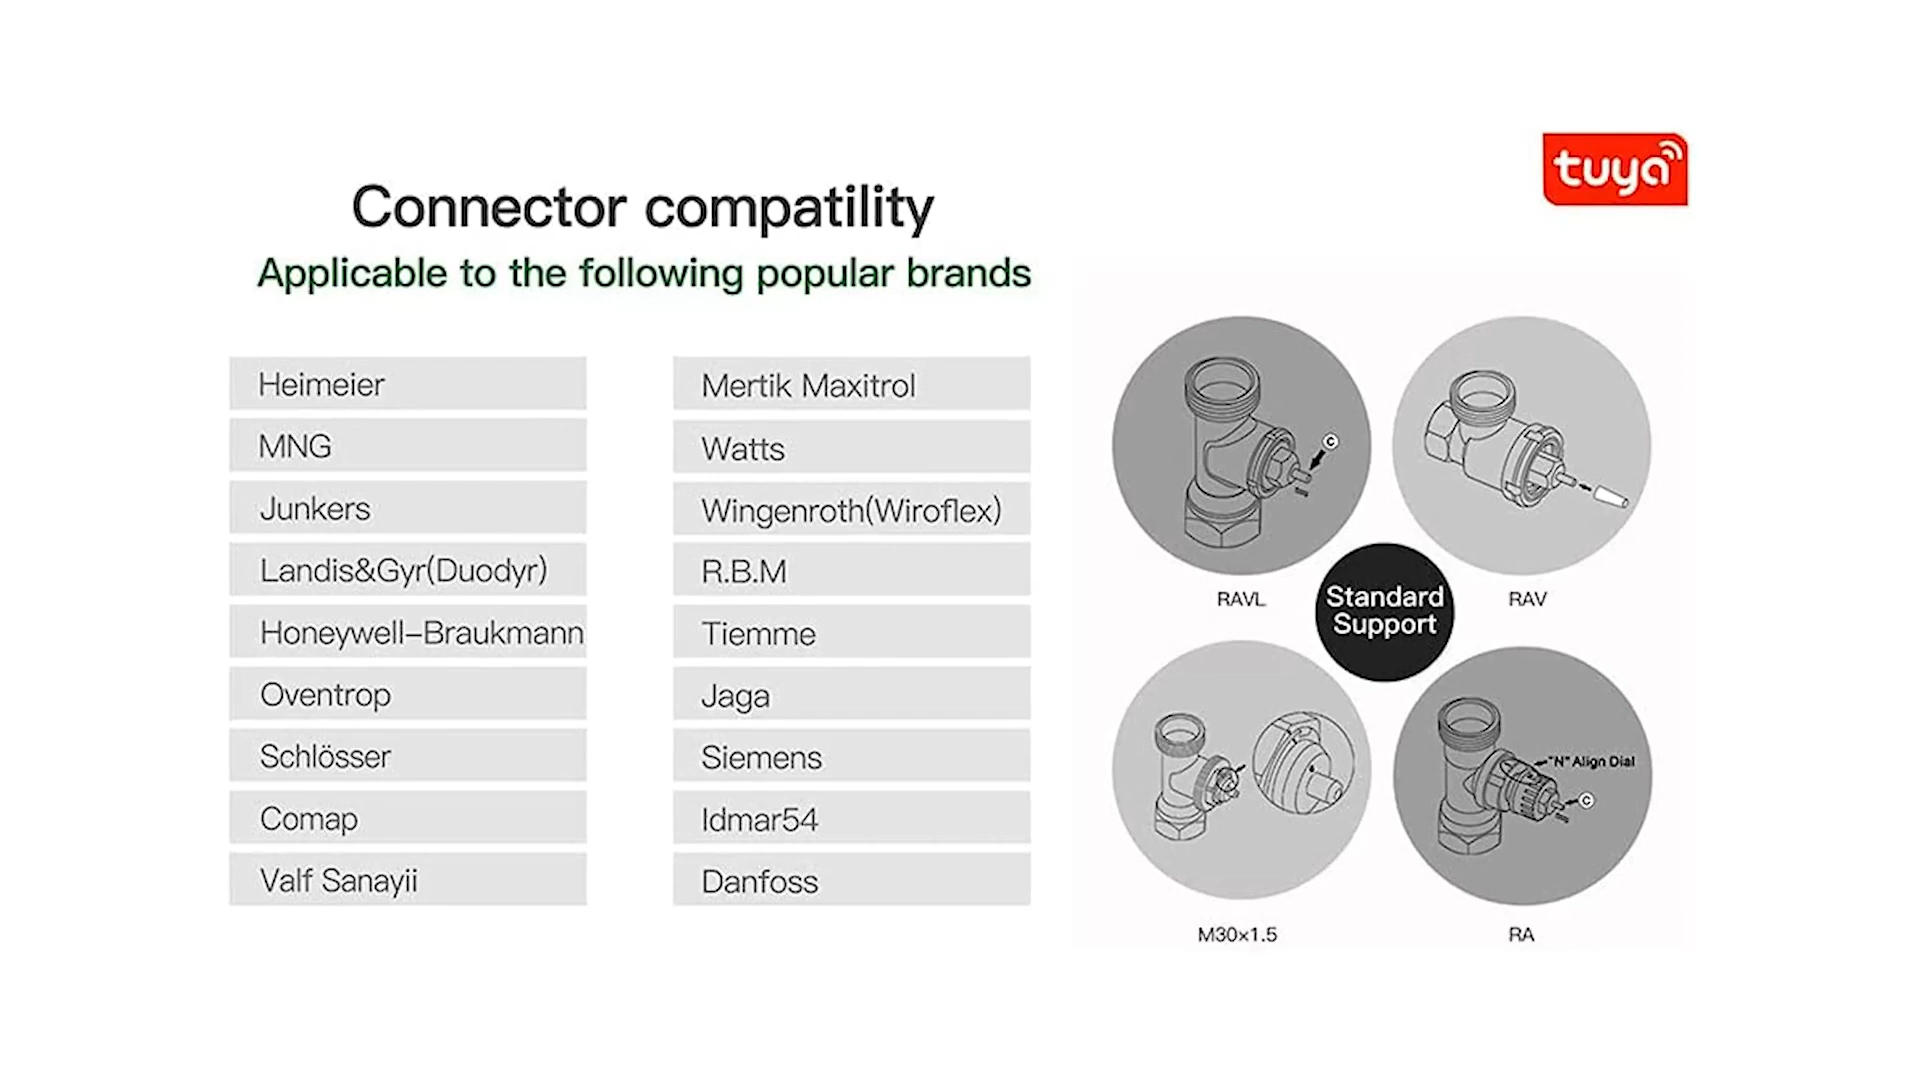 tuya
Connector compatility
Applicable to the following popular brands
Heimeier
MNG
Junkers
Landis&Gyr(Duodyr)
Honeywell–Braukmann
Oventrop
Schlösser
Comap
Valf Sanayii
Mertik Maxitrol
Watts
Wingenroth(Wiroflex)
R.B.M
Tiemme
Jaga
Siemens
Idmar54
Danfoss
C
RAVL
RAV
Standard
Support
"N" Align Dial
C
M30×1.5
RA